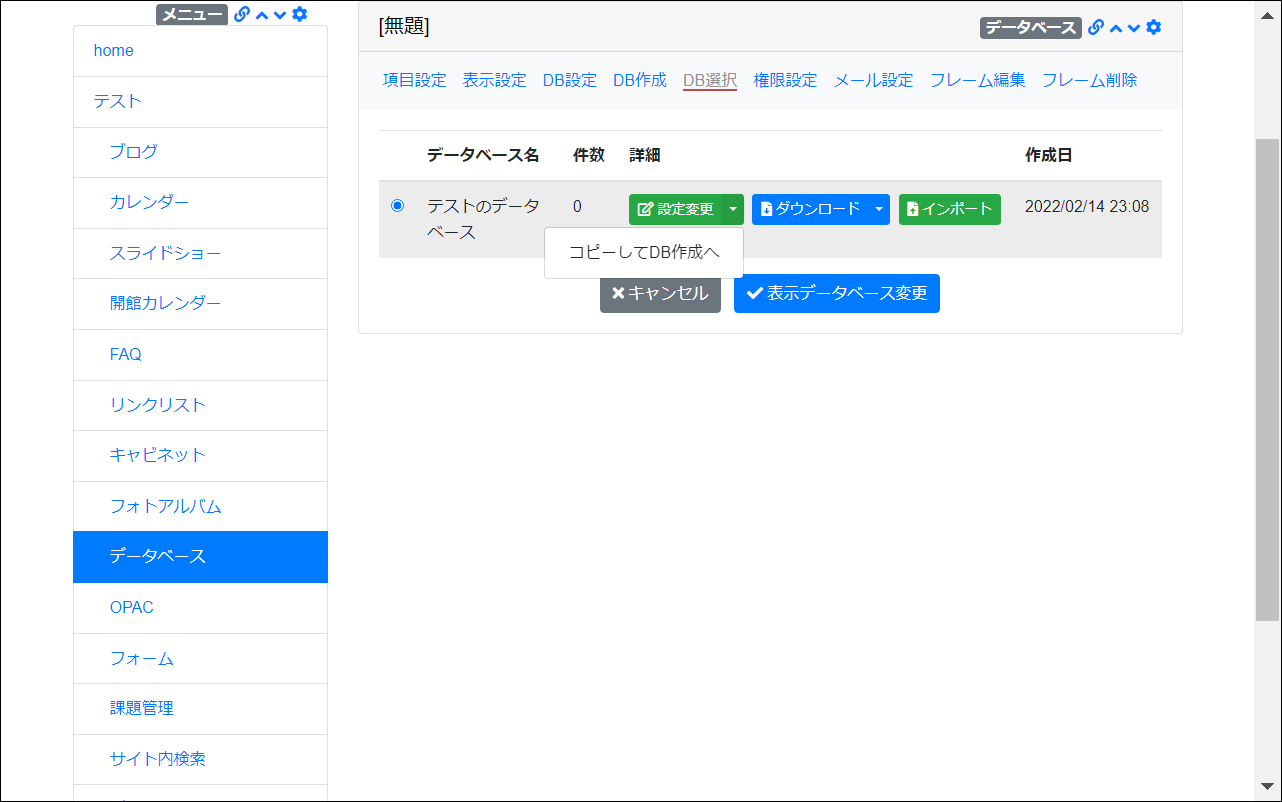 メニュー
home
テスト
ブログ
カレンダー
スライドショー
開館カレンダー
FAQ
リンクリスト
キャビネット
フォトアルバム
データベース
OPAC
フォーム
課題管理
サイト内検索
[無題]
データベース
項目設定 表示設定 DB設定 DB作成 DB選択 権限設定 メール設定 フレーム編集 フレーム削除
データベース名 件数 詳細 作成日
テストのデータ 0 設定変更 ダウンロード インポート 2022/02/14 23:08
ベース
コピーしてDB作成へ
キャンセル 表示データベース変更